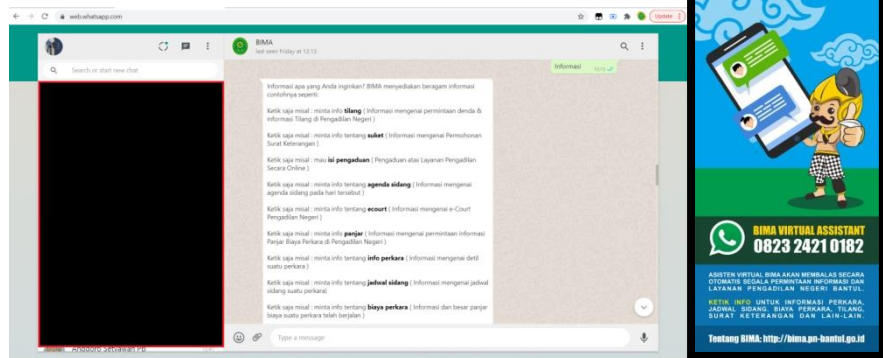 web.whatsapp.com
Update
BIMA
last seen friday at 12.13
Search or start new chat
Informasi
Informasi apa yang Anda inginkan? BIMA menyediakan beragam informasi
contohnya seperti:
Ketik saja misal : minta info tilang ( Informasi mengenai permintaan denda &
informasi Tilang di Pengadilan Negeri )
Ketik saja misal : minta info tentang suket ( Informasi mengenai Permohonan
Surat Keterangan )
Ketik saja misal : mau isi pengaduan ( Pengaduan atas Layanan Pengadilan
Secara Online )
Ketik saja misal : minta info tentang agenda sidang ( Informasi mengenai
agenda sidang pada hari tersebut )
Ketik saja misal : minta info tentang ecourt ( Informasi mengenai e-Court
Pengadilan Negeri )
Ketik saja misal : minta info panjar ( Informasi mengenai permintaan informasi
Panjar Biaya Perkara di Pengadilan Negeri )
Ketik saja misal : minta info tentang info perkara ( Informasi mengenai detil
suatu perkara )
Ketik saja misal : minta info tentang jadwal sidang ( Informasi mengenai jadwal
sidang suatu perkara)
Ketik saja misal : minta info tentang biaya perkara ( Informasi dan besar panjar
biaya suatu perkara telah berjalan )
Type a message
Anggoro Setyawan PB
BIMA VIRTUAL ASSISTANT
0823 2421 0182
ASISTEN VIRTUAL BIMA AKAN MEMBALAS SECARA
OTOMATIS SEGALA PERMINTAAN INFORMASI DAN
LAYANAN PENGADILAN NEGERI BANTUL.
KETIK INFO UNTUK INFORMASI PERKARA,
JADWAL SIDANG, BIAYA PERKARA, TILANG,
SURAT KETERANGAN DAN LAIN-LAIN.
Tentang BIMA: http://bima.pn-bantul.go.id